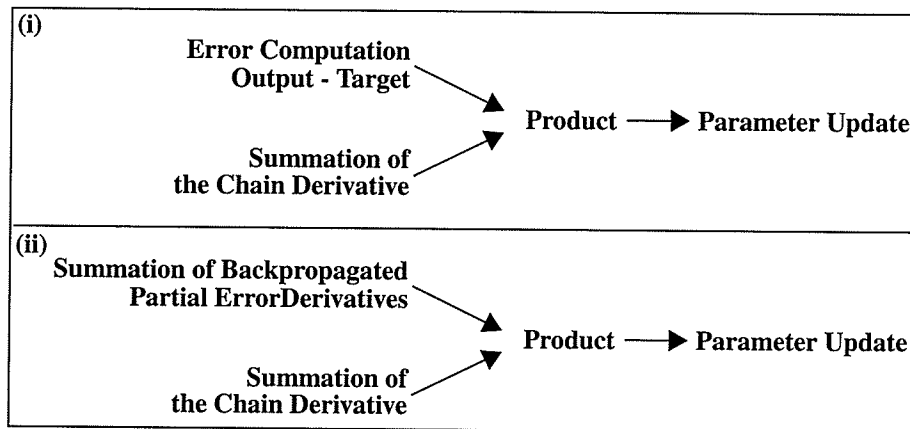 (i)
Error Computation
Output - Target
Product
Parameter Update
Summation of
the Chain Derivative
(ii)
Summation of Backpropagated
Partial ErrorDerivatives
Product
Parameter Update
Summation of
the Chain Derivative